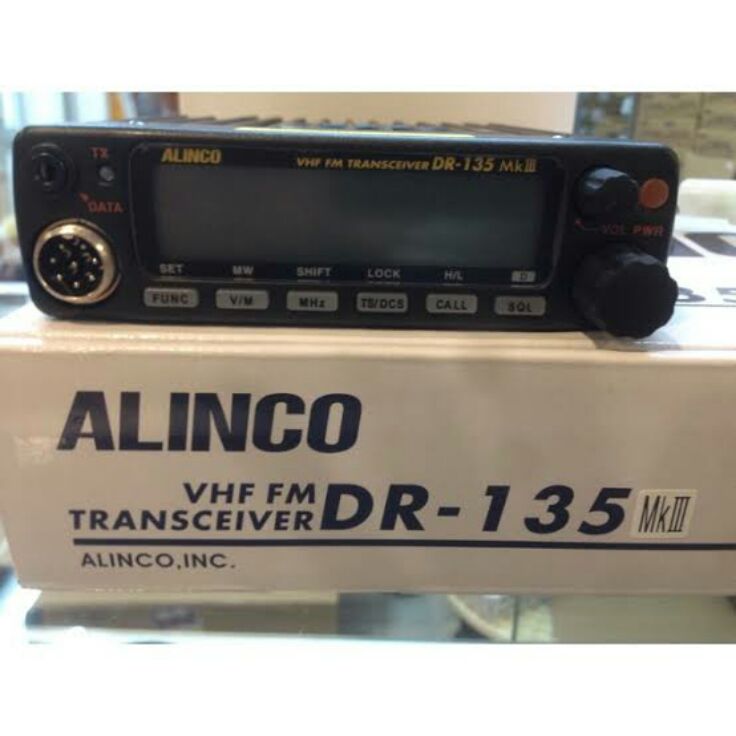 TX
ALINCO
VHF FM TRANSCEIVER DR-135 MkIII
DATA
VOL PWR
SET MW SHIFT LOCK H/L D
FUNC V/M MHz TS/DCS CALL SQL
ALINCO
VHF FM
TRANSCEIVER DR-135 MkIII
ALINCO,INC.